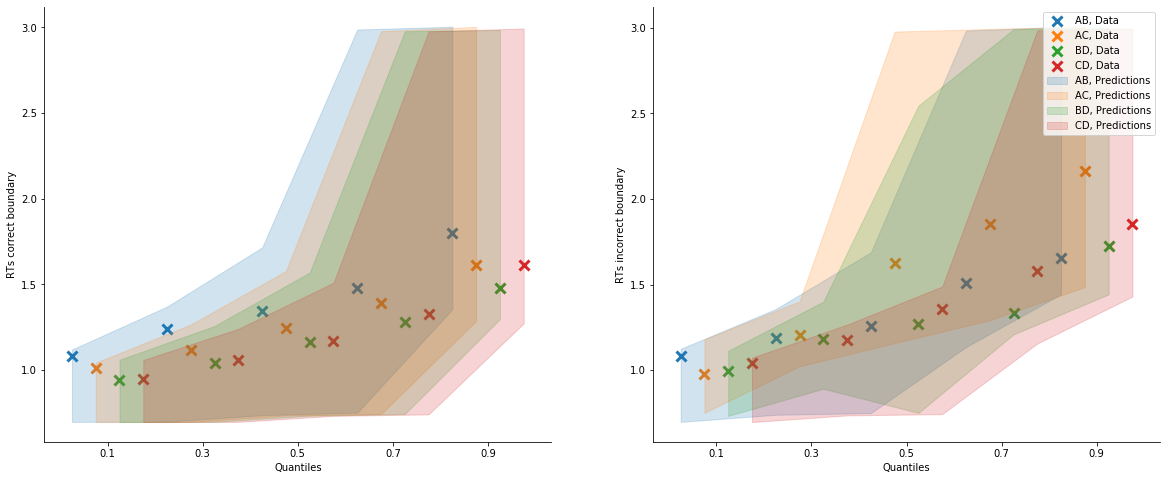 3.0
2.5
2.0
1.5
1.0
RTs correct boundary
0.1 0.3 0.5 0.7 0.9
Quantiles
3.0
2.5
2.0
1.5
1.0
RTs incorrect boundary
0.1 0.3 0.5 0.7 0.9
Quantiles
AB, Data
AC, Data
BD, Data
CD, Data
AB, Predictions
AC, Predictions
BD, Predictions
CD, Predictions